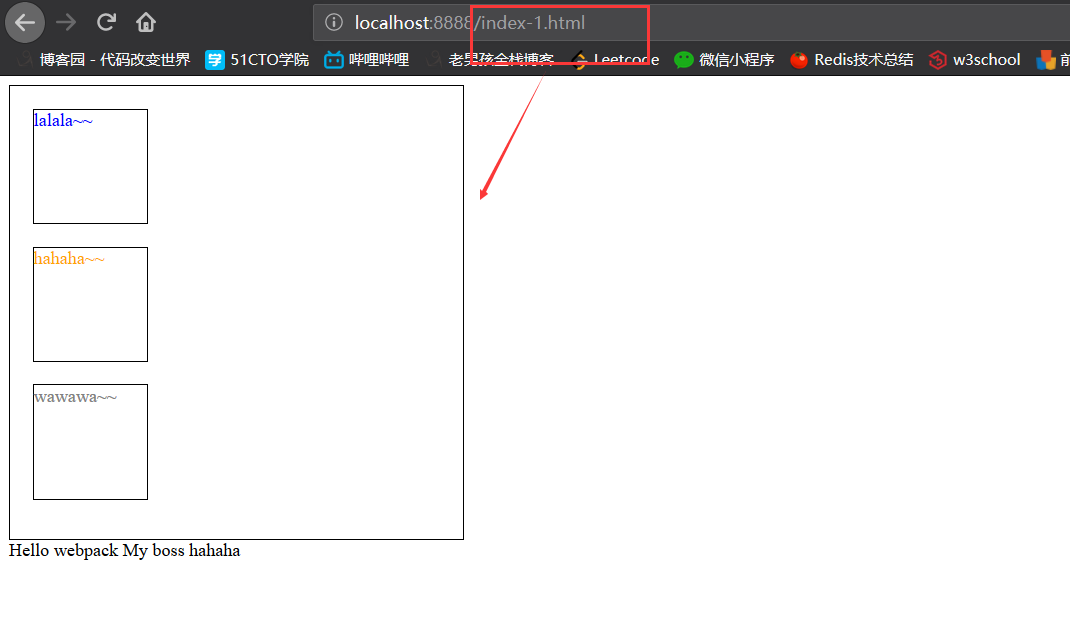 localhost:8888/index-1.html
博客园 - 代码改变世界 51CTO学院 哔哩哔哩 老男孩全栈博客 Leetcode 微信小程序 Redis技术总结 w3school 前
lalala~~
hahaha~~
wawawa~~
Hello webpack My boss hahaha